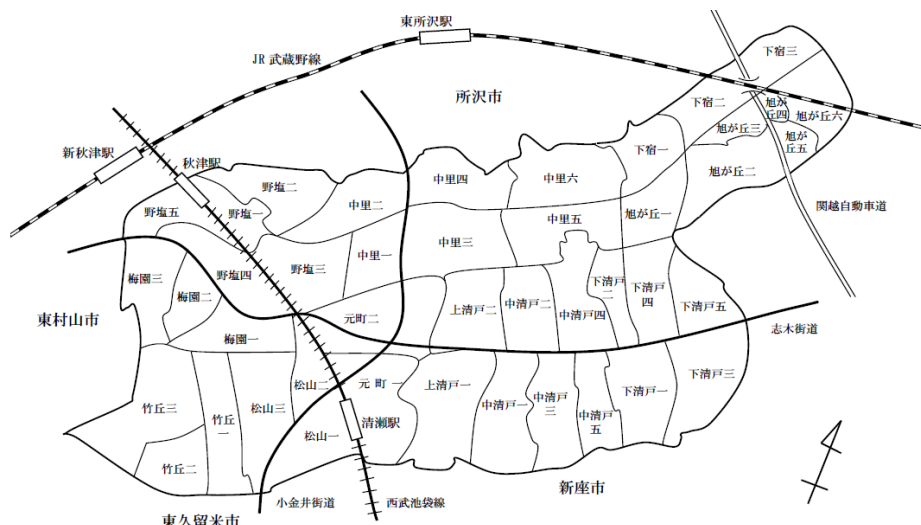 東所沢駅
JR武蔵野線
下宿三
所沢市
下宿二
旭が丘四
旭が丘六
旭が丘三
旭が丘五
新秋津駅
秋津駅
下宿一
旭が丘二
野塩二
中里四
中里六
野塩五
野塩一
中里二
旭が丘一
関越自動車道
中里五
中里三
中里一
野塩三
野塩四
梅園三
梅園二
上清戸二
中清戸二
中清戸四
下清戸二
下清戸四
下清戸五
東村山市
元町二
志木街道
梅園一
松山二
元町一
上清戸一
中清戸一
中清戸三
中清戸五
下清戸一
下清戸三
竹丘三
竹丘一
松山三
松山一
清瀬駅
竹丘二
新座市
小金井街道
西武池袋線
東久留米市